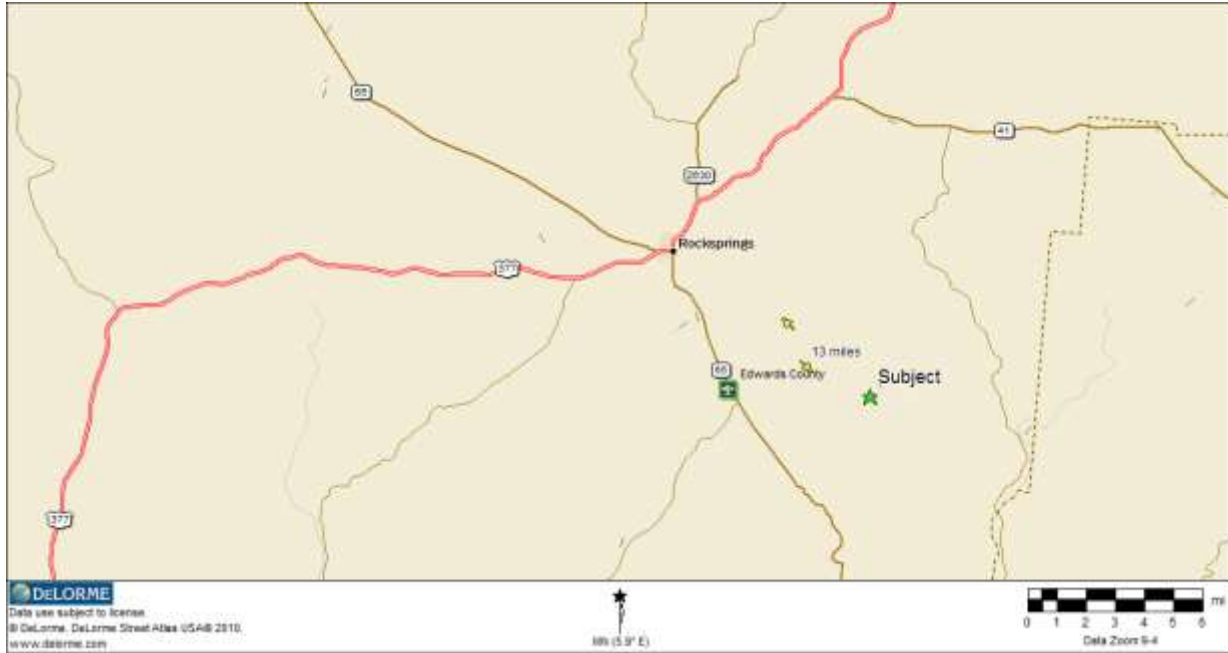 55
41
2630
Rocksprings
377
13 miles
55
Edwards County
Subject
377
DELORME
Data use subject to license.
© DeLorme. DeLorme Street Atlas USA® 2010.
www.delorme.com
MN (5.9° E)
mi
0 1 2 3 4 5 6
Data Zoom 9-4